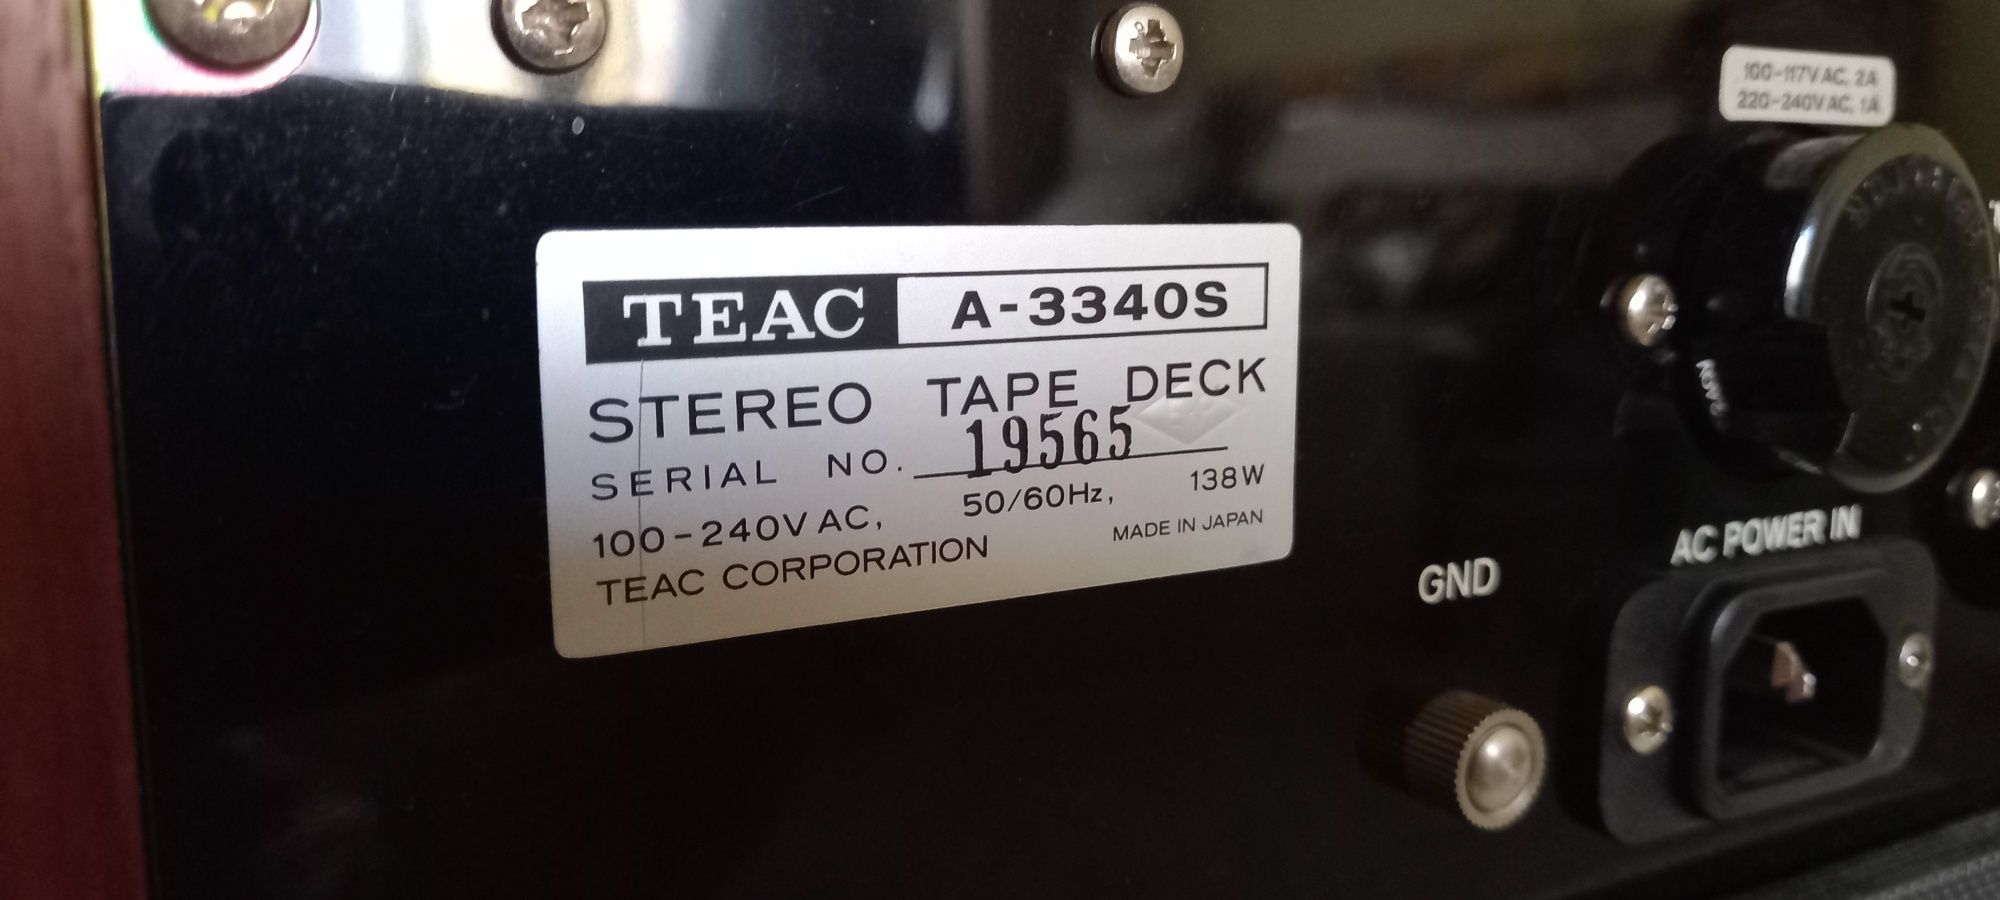 100-117V AC, 2A
220-240V AC, 1A
TEAC A-3340S
STEREO TAPE DECK
SERIAL NO. 19565
100-240V AC, 50/60Hz, 138W
TEAC CORPORATION MADE IN JAPAN
GND
AC POWER IN